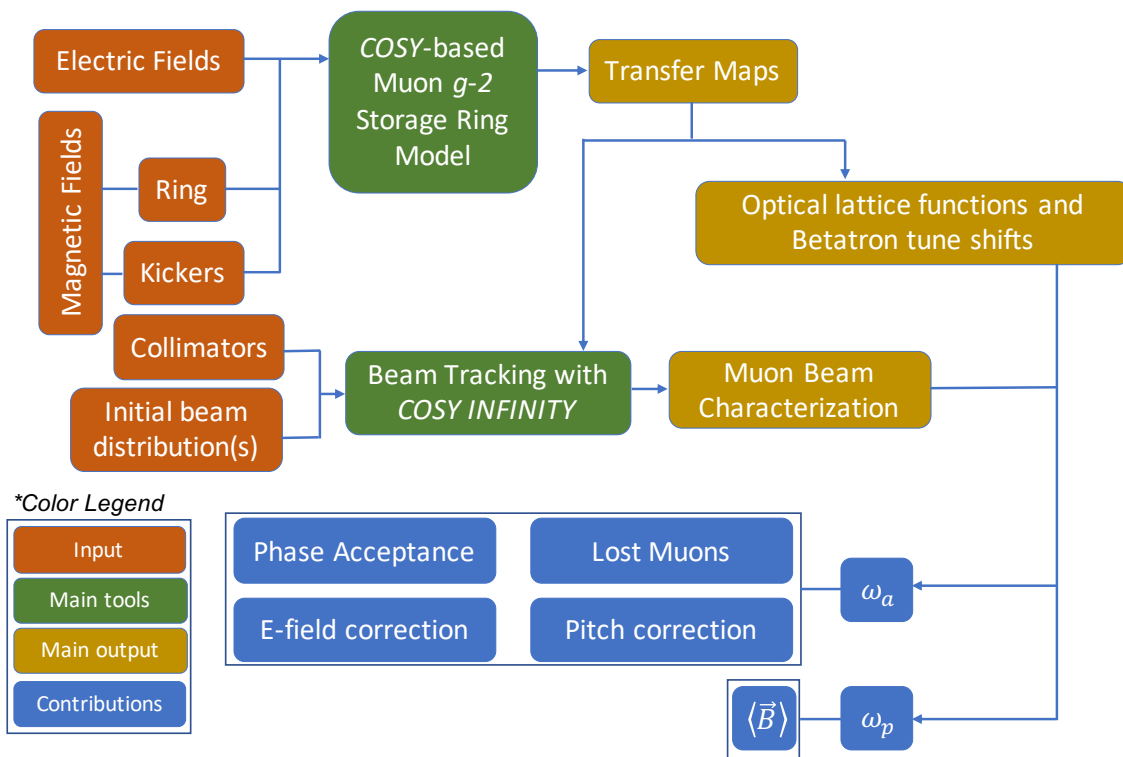 Electric Fields
COSY-based
Muon g-2
Storage Ring
Model
Transfer Maps
Magnetic Fields
Ring
Kickers
Optical lattice functions and
Betatron tune shifts
Collimators
Initial beam
distribution(s)
Beam Tracking with
COSY INFINITY
Muon Beam
Characterization
*Color Legend
Input
Main tools
Main output
Contributions
Phase Acceptance
Lost Muons
E-field correction
Pitch correction
ωₐ
⟨B⃗⟩
ωₚ